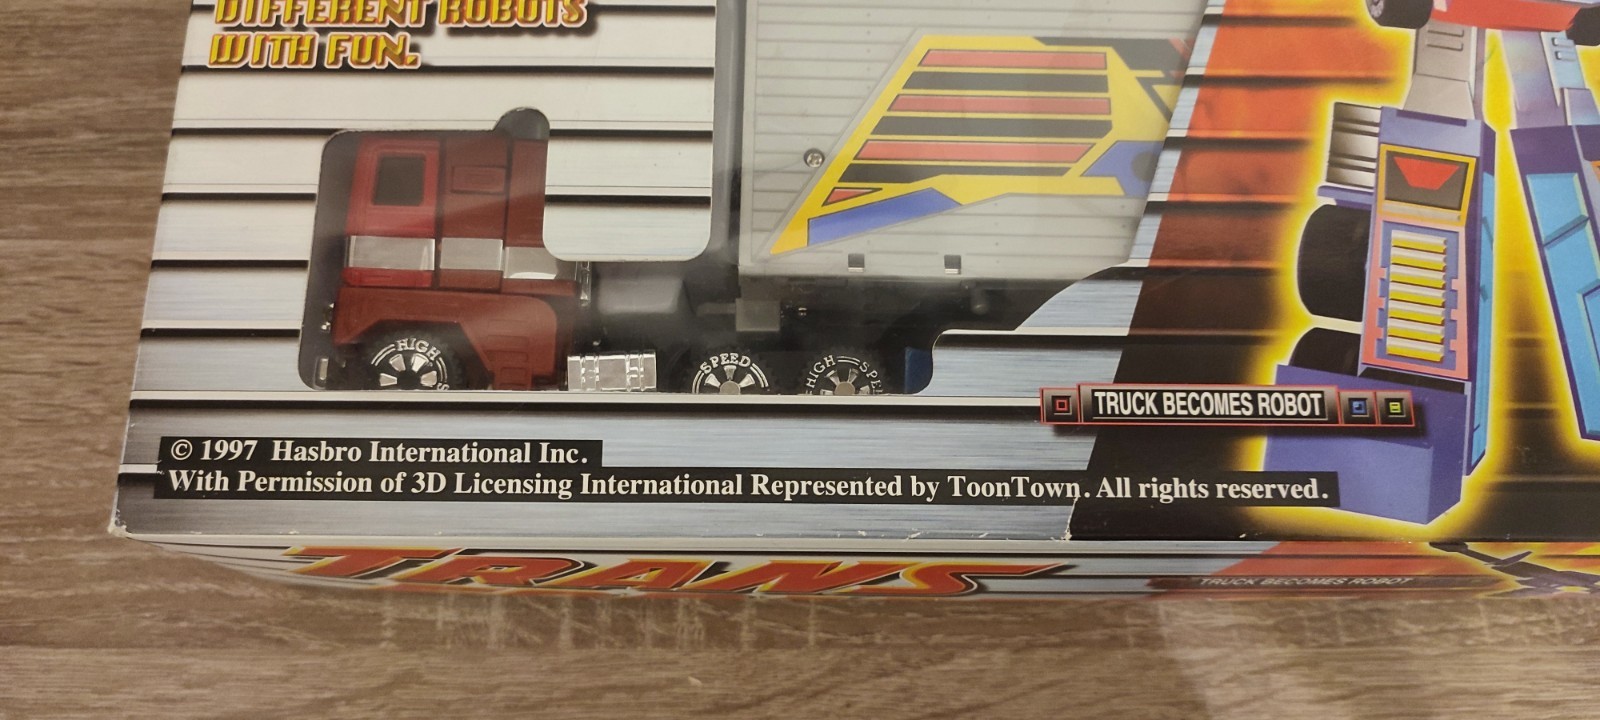 DIFFERENT ROBOTS
WITH FUN.
HIGH
SPEED
HIGH SPE
TRUCK BECOMES ROBOT
© 1997 Hasbro International Inc.
With Permission of 3D Licensing International Represented by ToonTown. All rights reserved.
TRANS
TRUCK BECOMES ROBOT